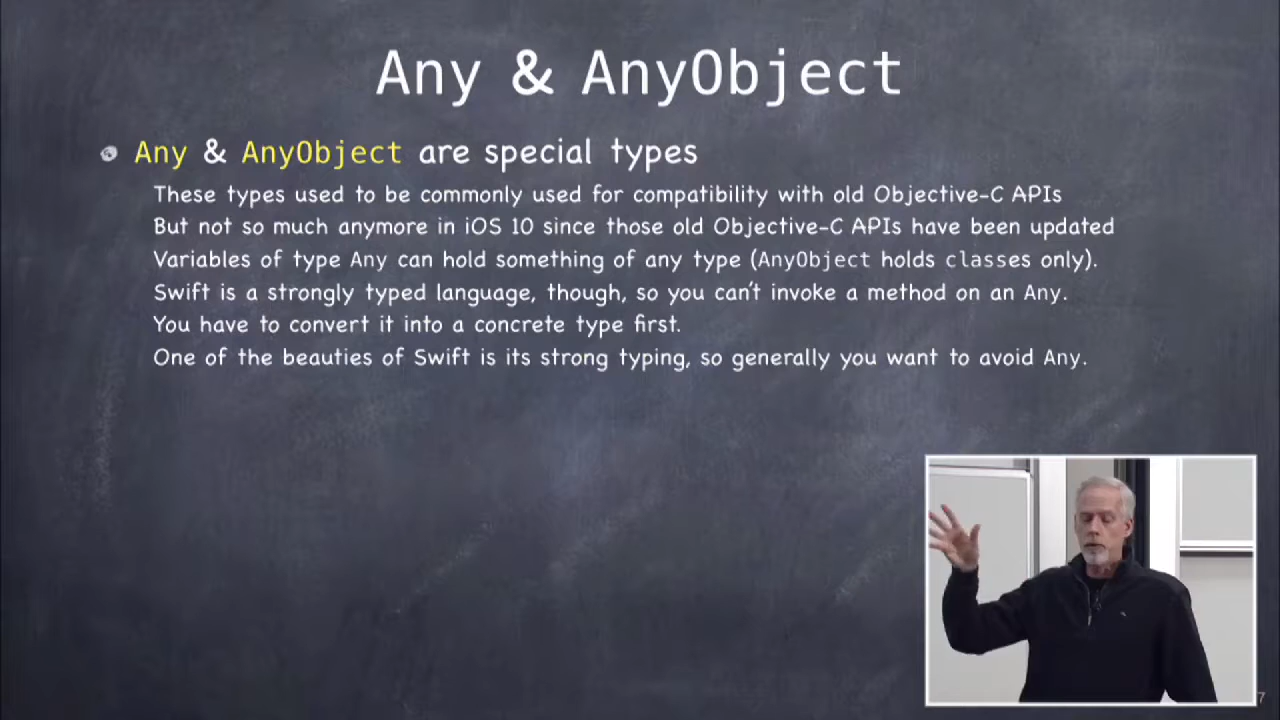 Any & AnyObject
Any & AnyObject are special types
These types used to be commonly used for compatibility with old Objective-C APIs
But not so much anymore in iOS 10 since those old Objective-C APIs have been updated
Variables of type Any can hold something of any type (AnyObject holds classes only).
Swift is a strongly typed language, though, so you can't invoke a method on an Any.
You have to convert it into a concrete type first.
One of the beauties of Swift is its strong typing, so generally you want to avoid Any.
7